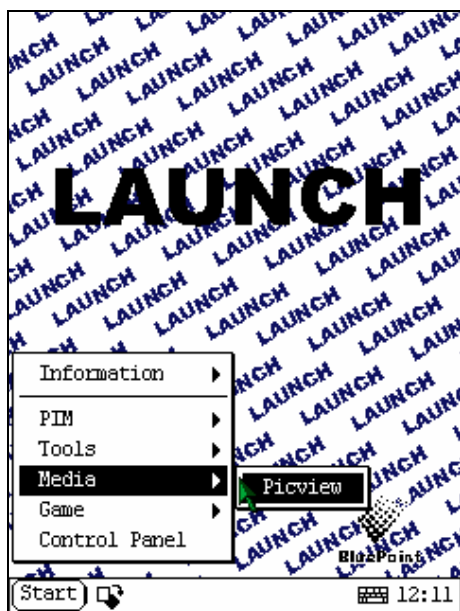 LAUNCH
Information
PIM
Tools
Media
Picview
Game
Control Panel
BluePoint
Start
12:11